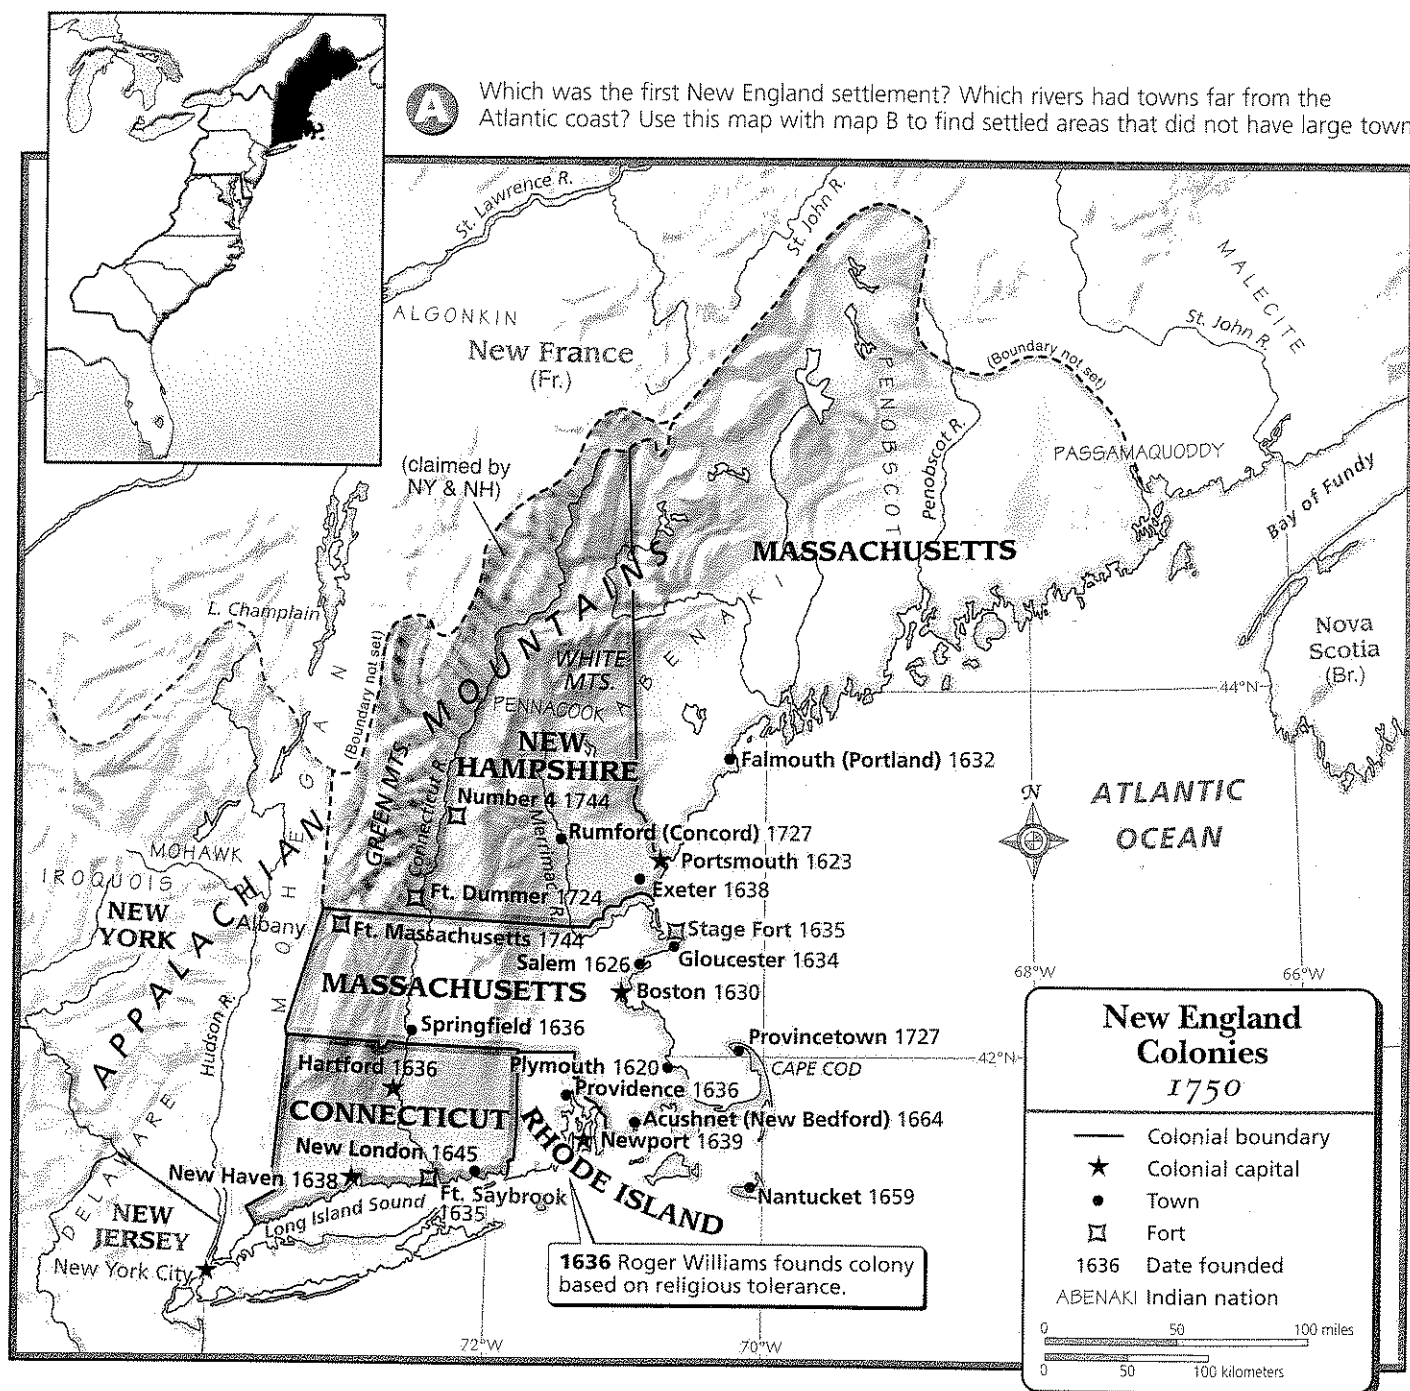 A
Which was the first New England settlement? Which rivers had towns far from the
Atlantic coast? Use this map with map B to find settled areas that did not have large town
St. Lawrence R.
St. John R.
MALECITE
St. John R.
ALGONKIN
New France
(Fr.)
(Boundary not set)
PENOBSCOT
Penobscot R.
PASSAMAQUODDY
Bay of Fundy
(claimed by
NY & NH)
MASSACHUSETTS
L. Champlain
(Boundary not set)
ABENAKI
Nova
Scotia
(Br.)
WHITE
MTS.
PENNACOOK
44°N
APPALACHIAN MOUNTAINS
GREEN MTS.
Connecticut R.
NEW
HAMPSHIRE
Merrimac R.
Falmouth (Portland) 1632
N
ATLANTIC
OCEAN
Number 4 1744
Rumford (Concord) 1727
Portsmouth 1623
Exeter 1638
MOHAWK
IROQUOIS
MOHEGAN
NEW
YORK
Albany
Ft. Dummer 1724
Ft. Massachusetts 1744
Stage Fort 1635
Gloucester 1634
Salem 1626
MASSACHUSETTS
Boston 1630
68°W
66°W
Hudson R.
Springfield 1636
Provincetown 1727
Hartford 1636
Plymouth 1620
CAPE COD
42°N
Providence 1636
CONNECTICUT
Acushnet (New Bedford) 1664
RHODE ISLAND
Newport 1639
New London 1645
New Haven 1638
Ft. Saybrook
1635
Nantucket 1659
DELAWARE
NEW
JERSEY
Long Island Sound
New York City
1636 Roger Williams founds colony
based on religious tolerance.
72°W
70°W
New England
Colonies
1750
Colonial boundary
Colonial capital
Town
Fort
1636 Date founded
ABENAKI Indian nation
0 50 100 miles
0 50 100 kilometers